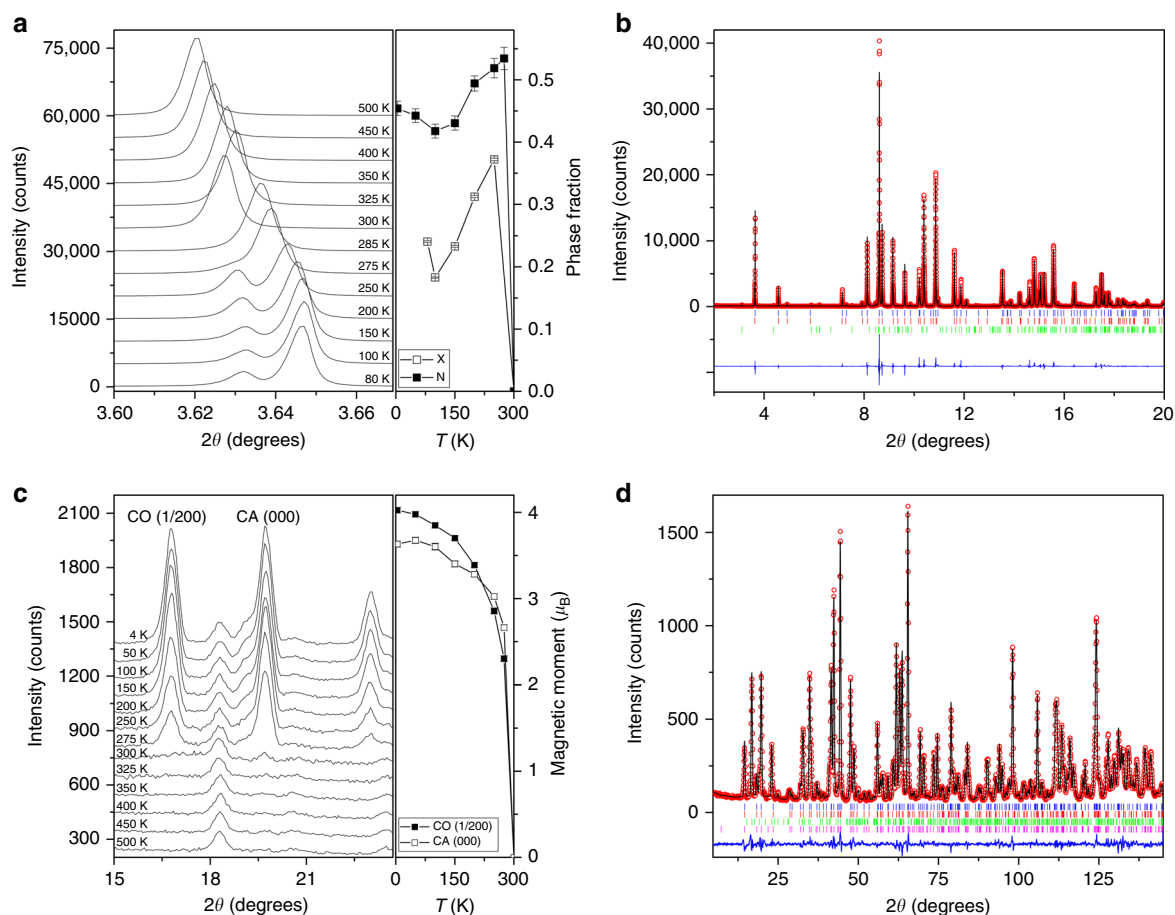 a
75,000
60,000
45,000
30,000
15,000
0
Intensity (counts)
500 K
450 K
400 K
350 K
325 K
300 K
285 K
275 K
250 K
200 K
150 K
100 K
80 K
3.60 3.62 3.64 3.66
2θ (degrees)
X
N
0 150 300
T (K)
0.5
0.4
0.3
0.2
0.1
0.0
Phase fraction
b
40,000
30,000
20,000
10,000
0
Intensity (counts)
4 8 12 16 20
2θ (degrees)
c
CO (1/200) CA (000)
2100
1800
1500
1200
900
600
300
Intensity (counts)
4 K
50 K
100 K
150 K
200 K
250 K
275 K
300 K
325 K
350 K
400 K
450 K
500 K
15 18 21
2θ (degrees)
CO (1/200)
CA (000)
0 150 300
T (K)
4
3
2
1
0
Magnetic moment (μB)
d
1500
1000
500
0
Intensity (counts)
25 50 75 100 125
2θ (degrees)